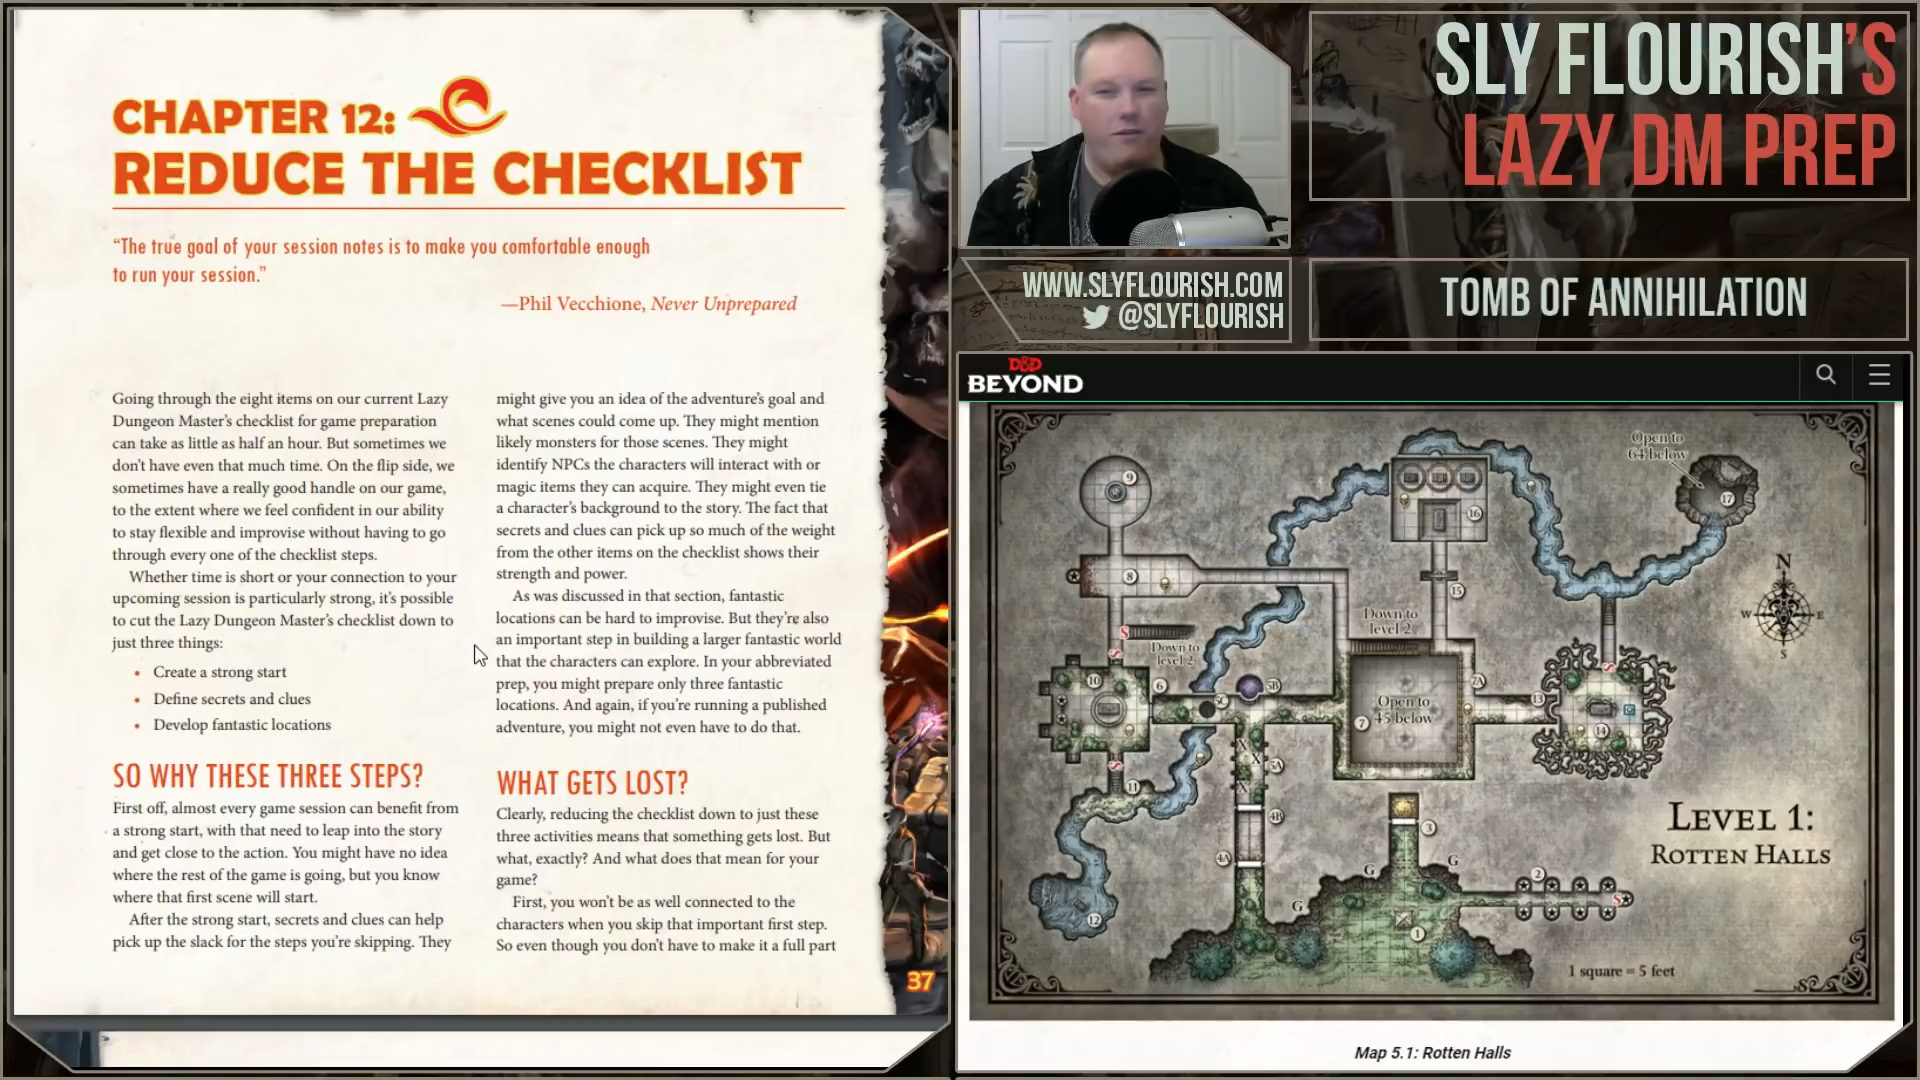 CHAPTER 12:
REDUCE THE CHECKLIST
“The true goal of your session notes is to make you comfortable enough
to run your session.”
—Phil Vecchione, Never Unprepared
Going through the eight items on our current Lazy
Dungeon Master’s checklist for game preparation
can take as little as half an hour. But sometimes we
don’t have even that much time. On the flip side, we
sometimes have a really good handle on our game,
to the extent where we feel confident in our ability
to stay flexible and improvise without having to go
through every one of the checklist steps.
Whether time is short or your connection to your
upcoming session is particularly strong, it’s possible
to cut the Lazy Dungeon Master’s checklist down to
just three things:
• Create a strong start
• Define secrets and clues
• Develop fantastic locations
SO WHY THESE THREE STEPS?
First off, almost every game session can benefit from
a strong start, with that need to leap into the story
and get close to the action. You might have no idea
where the rest of the game is going, but you know
where that first scene will start.
After the strong start, secrets and clues can help
pick up the slack for the steps you’re skipping. They
might give you an idea of the adventure’s goal and
what scenes could come up. They might mention
likely monsters for those scenes. They might
identify NPCs the characters will interact with or
magic items they can acquire. They might even tie
a character’s background to the story. The fact that
secrets and clues can pick up so much of the weight
from the other items on the checklist shows their
strength and power.
As was discussed in that section, fantastic
locations can be hard to improvise. But they’re also
an important step in building a larger fantastic world
that the characters can explore. In your abbreviated
prep, you might prepare only three fantastic
locations. And again, if you’re running a published
adventure, you might not even have to do that.
WHAT GETS LOST?
Clearly, reducing the checklist down to just these
three activities means that something gets lost. But
what, exactly? And what does that mean for your
game?
First, you won’t be as well connected to the
characters when you skip that important first step.
So even though you don’t have to make it a full part
37
SLY FLOURISH’S
LAZY DM PREP
WWW.SLYFLOURISH.COM
@SLYFLOURISH
TOMB OF ANNIHILATION
D&D
BEYOND
Open to
64 below
9
17
16
N
W E
S
8
15
Down to
level 2
S
Down to
level 2
S
S
10
6
5B
5C
7A
13
7
Open to
45 below
14
X
X
X
5A
S
11
4B
3
4A
G
G
2
S
G
12
1
LEVEL 1:
ROTTEN HALLS
1 square = 5 feet
Map 5.1: Rotten Halls